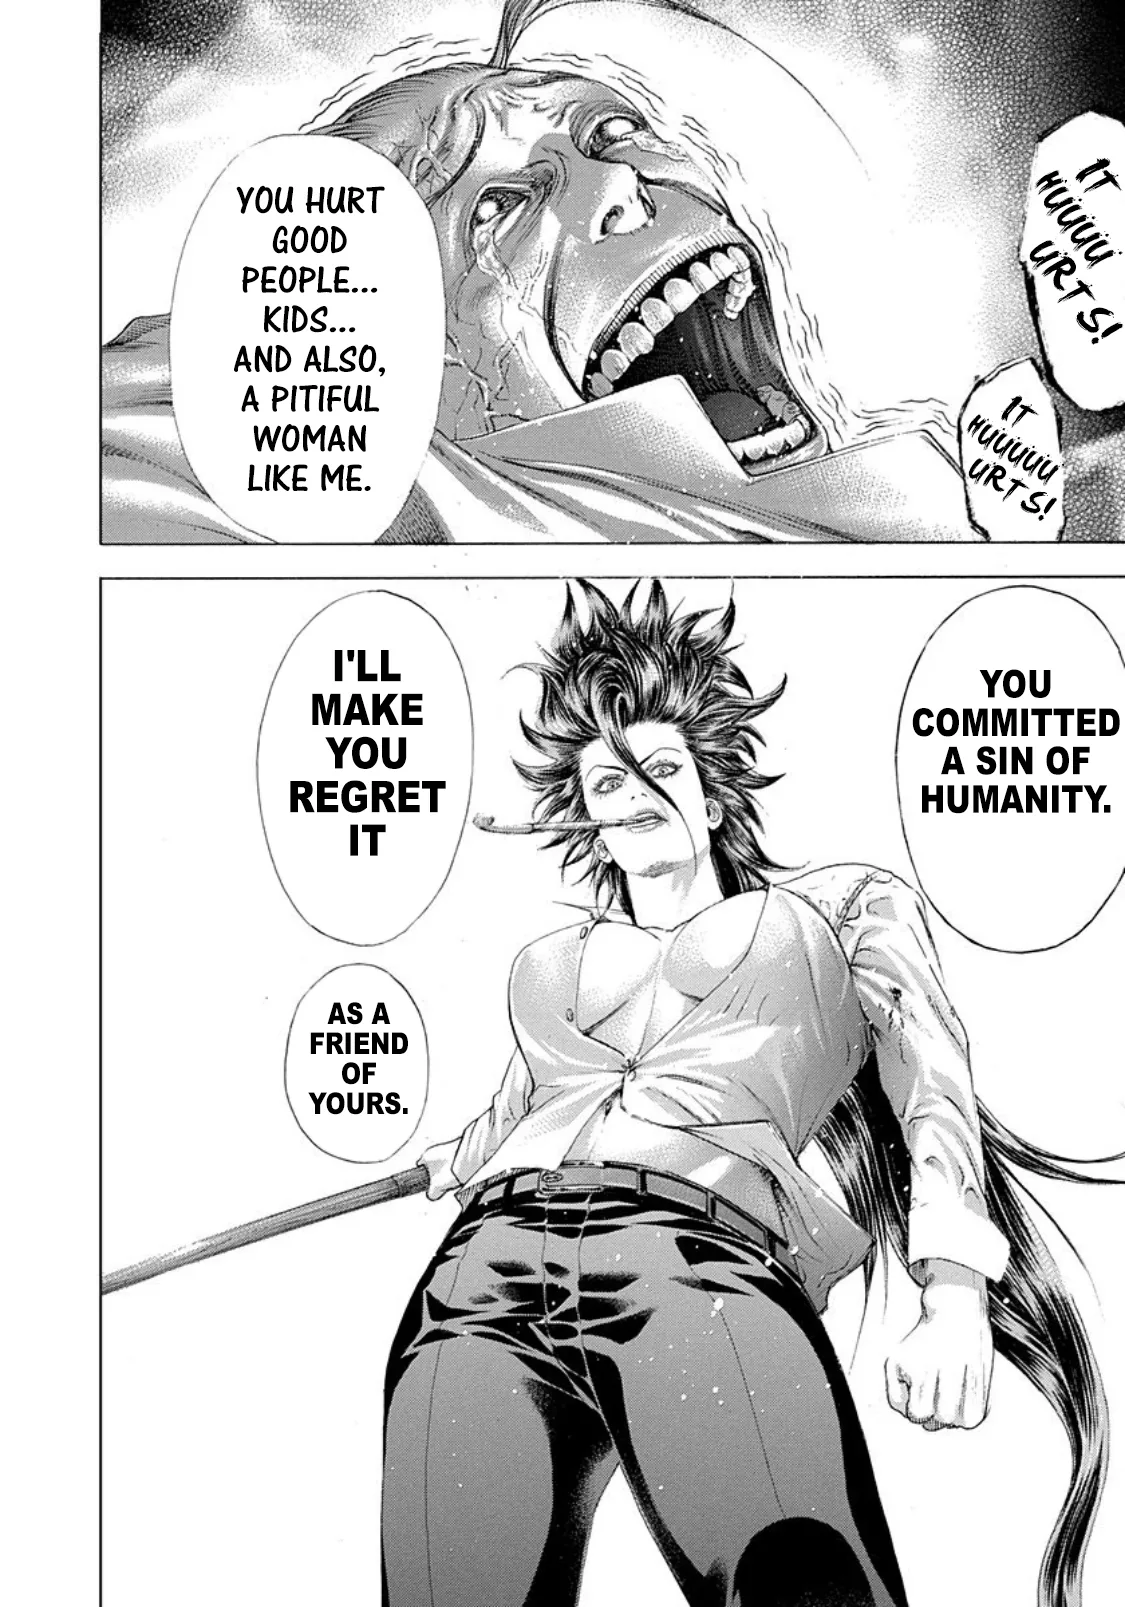 IT
HUUUUU
URTS!
IT
HUUUUU
URTS!
YOU HURT
GOOD
PEOPLE...
KIDS...
AND ALSO,
A PITIFUL
WOMAN
LIKE ME.
YOU
COMMITTED
A SIN OF
HUMANITY.
I'LL
MAKE
YOU
REGRET
IT
AS A
FRIEND
OF
YOURS.